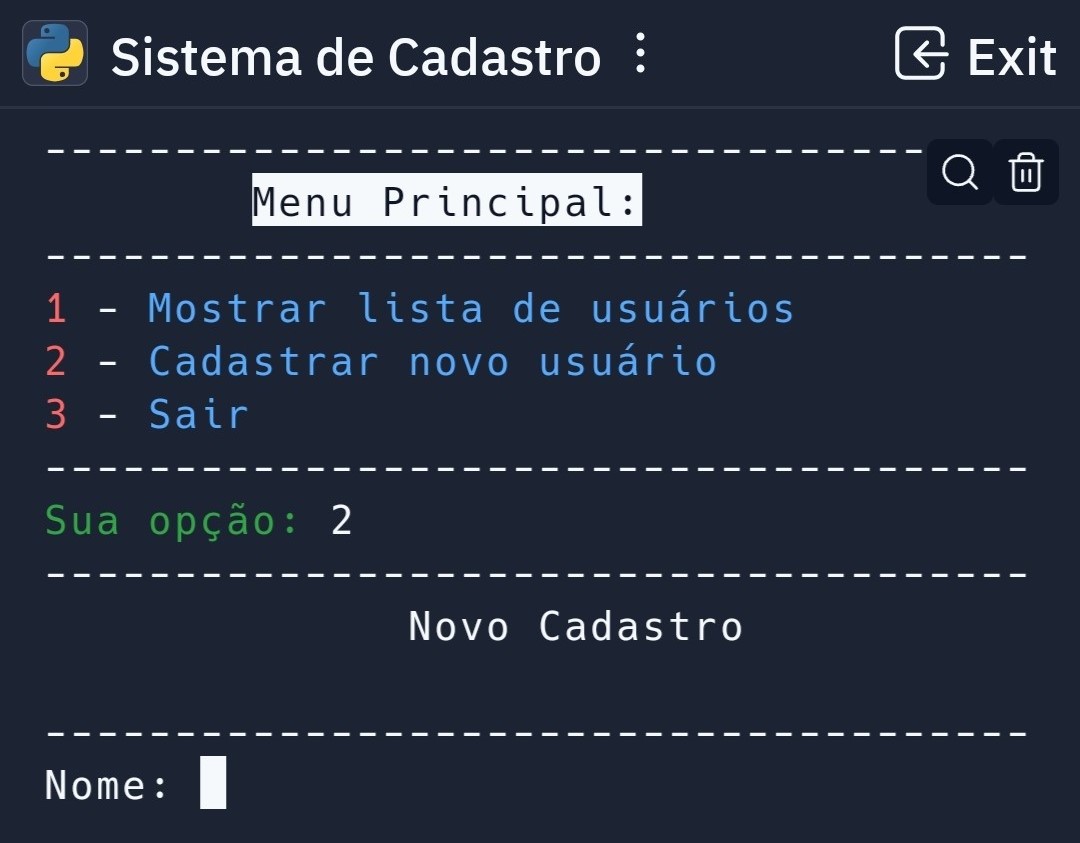 Sistema de Cadastro
Exit
-----------------------------------
Menu Principal:
--------------------------------------
1 - Mostrar lista de usuários
2 - Cadastrar novo usuário
3 - Sair
--------------------------------------
Sua opção: 2
--------------------------------------
Novo Cadastro
--------------------------------------
Nome: